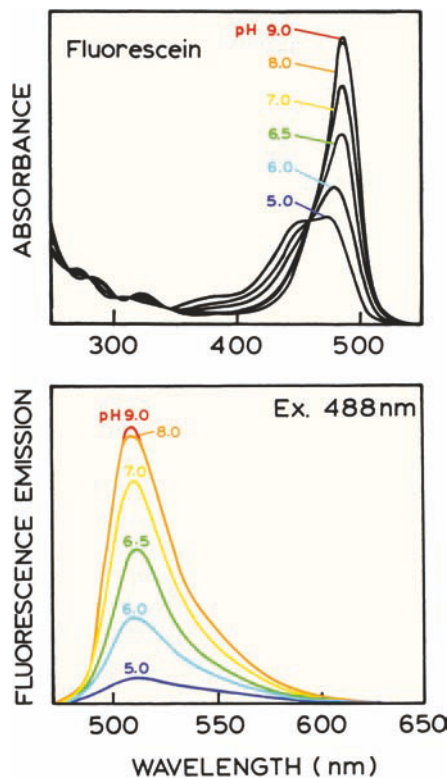 Fluorescein
pH 9.0
8.0
7.0
6.5
6.0
5.0
ABSORBANCE
300 400 500
Ex. 488nm
pH 9.0
8.0
7.0
6.5
6.0
5.0
FLUORESCENCE EMISSION
500 550 600 650
WAVELENGTH (nm)